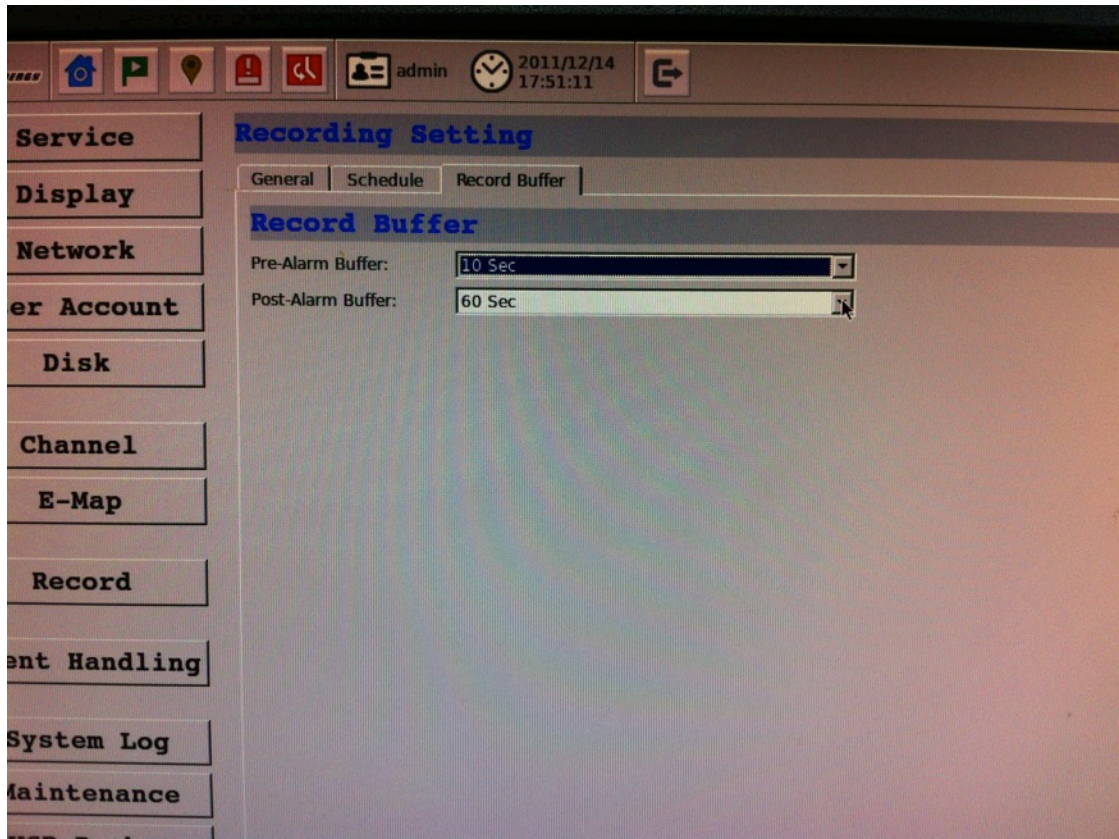 admin
2011/12/14
17:51:11
Service
Display
Network
er Account
Disk
Channel
E-Map
Record
ent Handling
System Log
Maintenance
Recording Setting
General
Schedule
Record Buffer
Record Buffer
Pre-Alarm Buffer:
10 Sec
Post-Alarm Buffer:
60 Sec